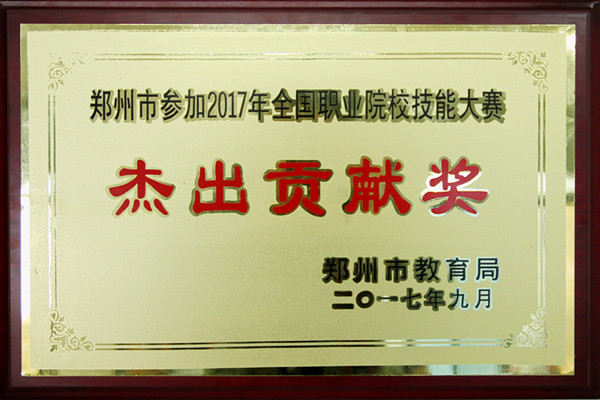 郑州市参加2017年全国职业院校技能大赛
杰出贡献奖
郑州市教育局
二〇一七年九月